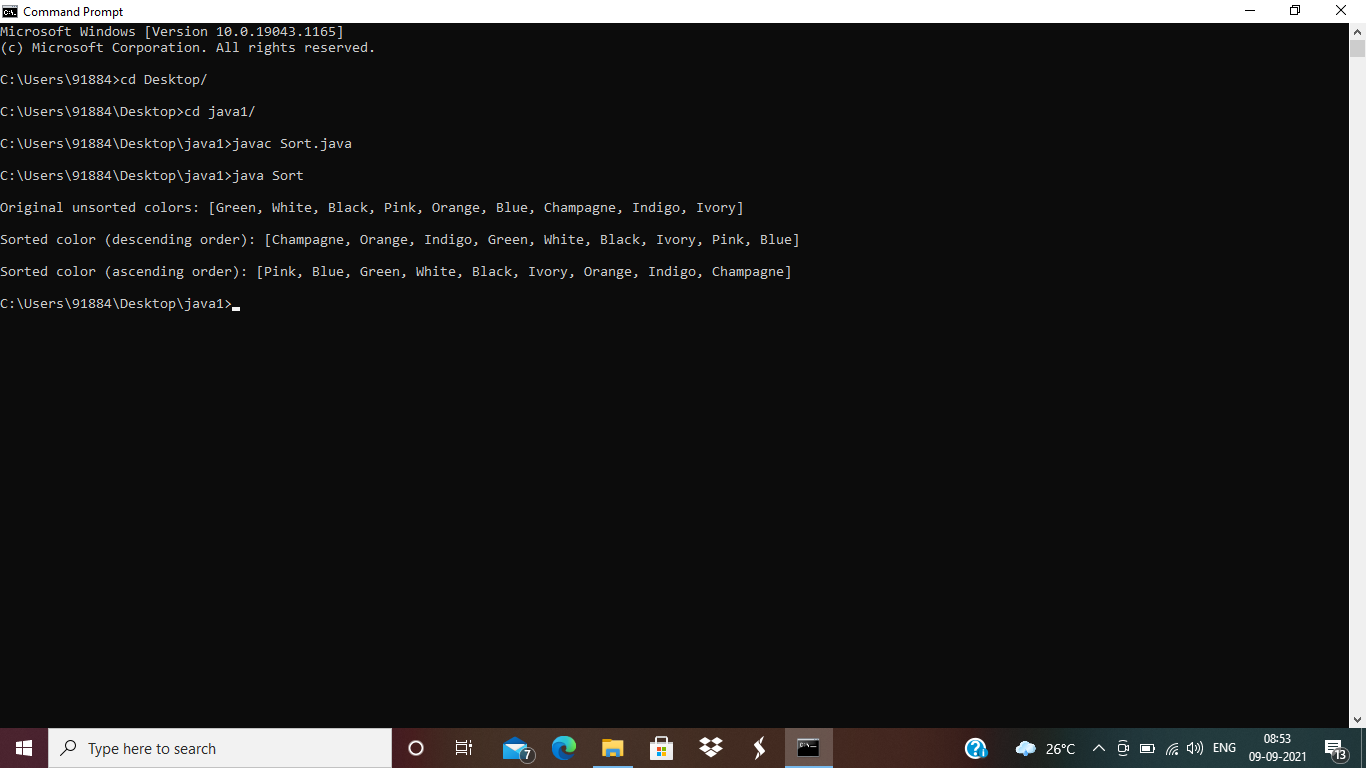 Command Prompt
Microsoft Windows [Version 10.0.19043.1165]
(c) Microsoft Corporation. All rights reserved.
C:\Users\91884>cd Desktop/
C:\Users\91884\Desktop>cd java1/
C:\Users\91884\Desktop\java1>javac Sort.java
C:\Users\91884\Desktop\java1>java Sort
Original unsorted colors: [Green, White, Black, Pink, Orange, Blue, Champagne, Indigo, Ivory]
Sorted color (descending order): [Champagne, Orange, Indigo, Green, White, Black, Ivory, Pink, Blue]
Sorted color (ascending order): [Pink, Blue, Green, White, Black, Ivory, Orange, Indigo, Champagne]
C:\Users\91884\Desktop\java1>
Type here to search
7
26°C
ENG
08:53
09-09-2021
13